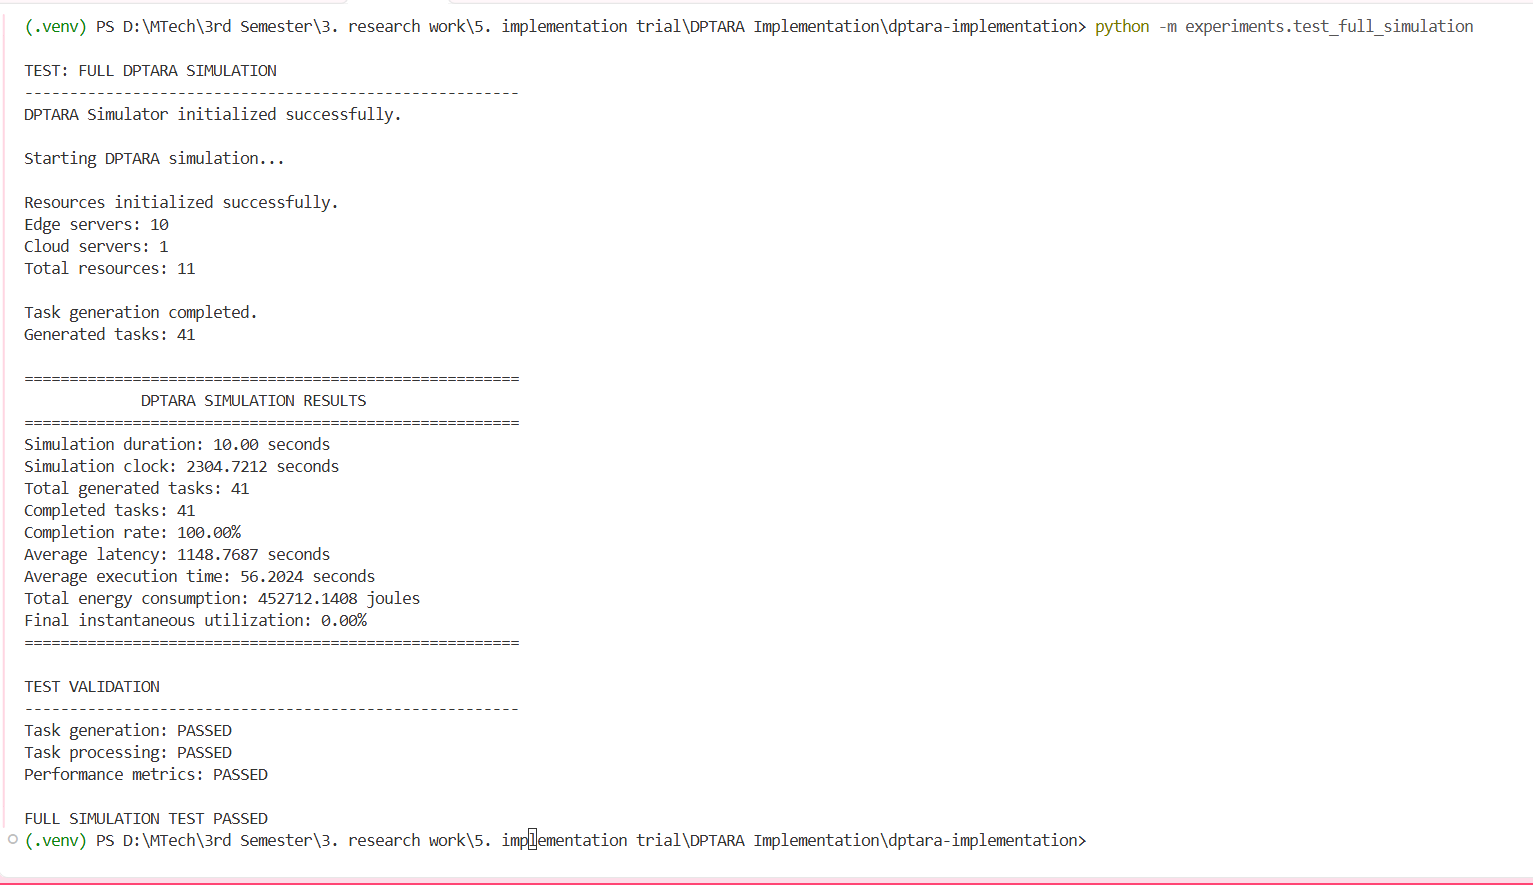 (.venv) PS D:\MTech\3rd Semester\3. research work\5. implementation trial\DPTARA Implementation\dptara-implementation> python -m experiments.test_full_simulation
TEST: FULL DPTARA SIMULATION
-------------------------------------------------------
DPTARA Simulator initialized successfully.
Starting DPTARA simulation...
Resources initialized successfully.
Edge servers: 10
Cloud servers: 1
Total resources: 11
Task generation completed.
Generated tasks: 41
=======================================================
DPTARA SIMULATION RESULTS
=======================================================
Simulation duration: 10.00 seconds
Simulation clock: 2304.7212 seconds
Total generated tasks: 41
Completed tasks: 41
Completion rate: 100.00%
Average latency: 1148.7687 seconds
Average execution time: 56.2024 seconds
Total energy consumption: 452712.1408 joules
Final instantaneous utilization: 0.00%
=======================================================
TEST VALIDATION
-------------------------------------------------------
Task generation: PASSED
Task processing: PASSED
Performance metrics: PASSED
FULL SIMULATION TEST PASSED
(.venv) PS D:\MTech\3rd Semester\3. research work\5. implementation trial\DPTARA Implementation\dptara-implementation>